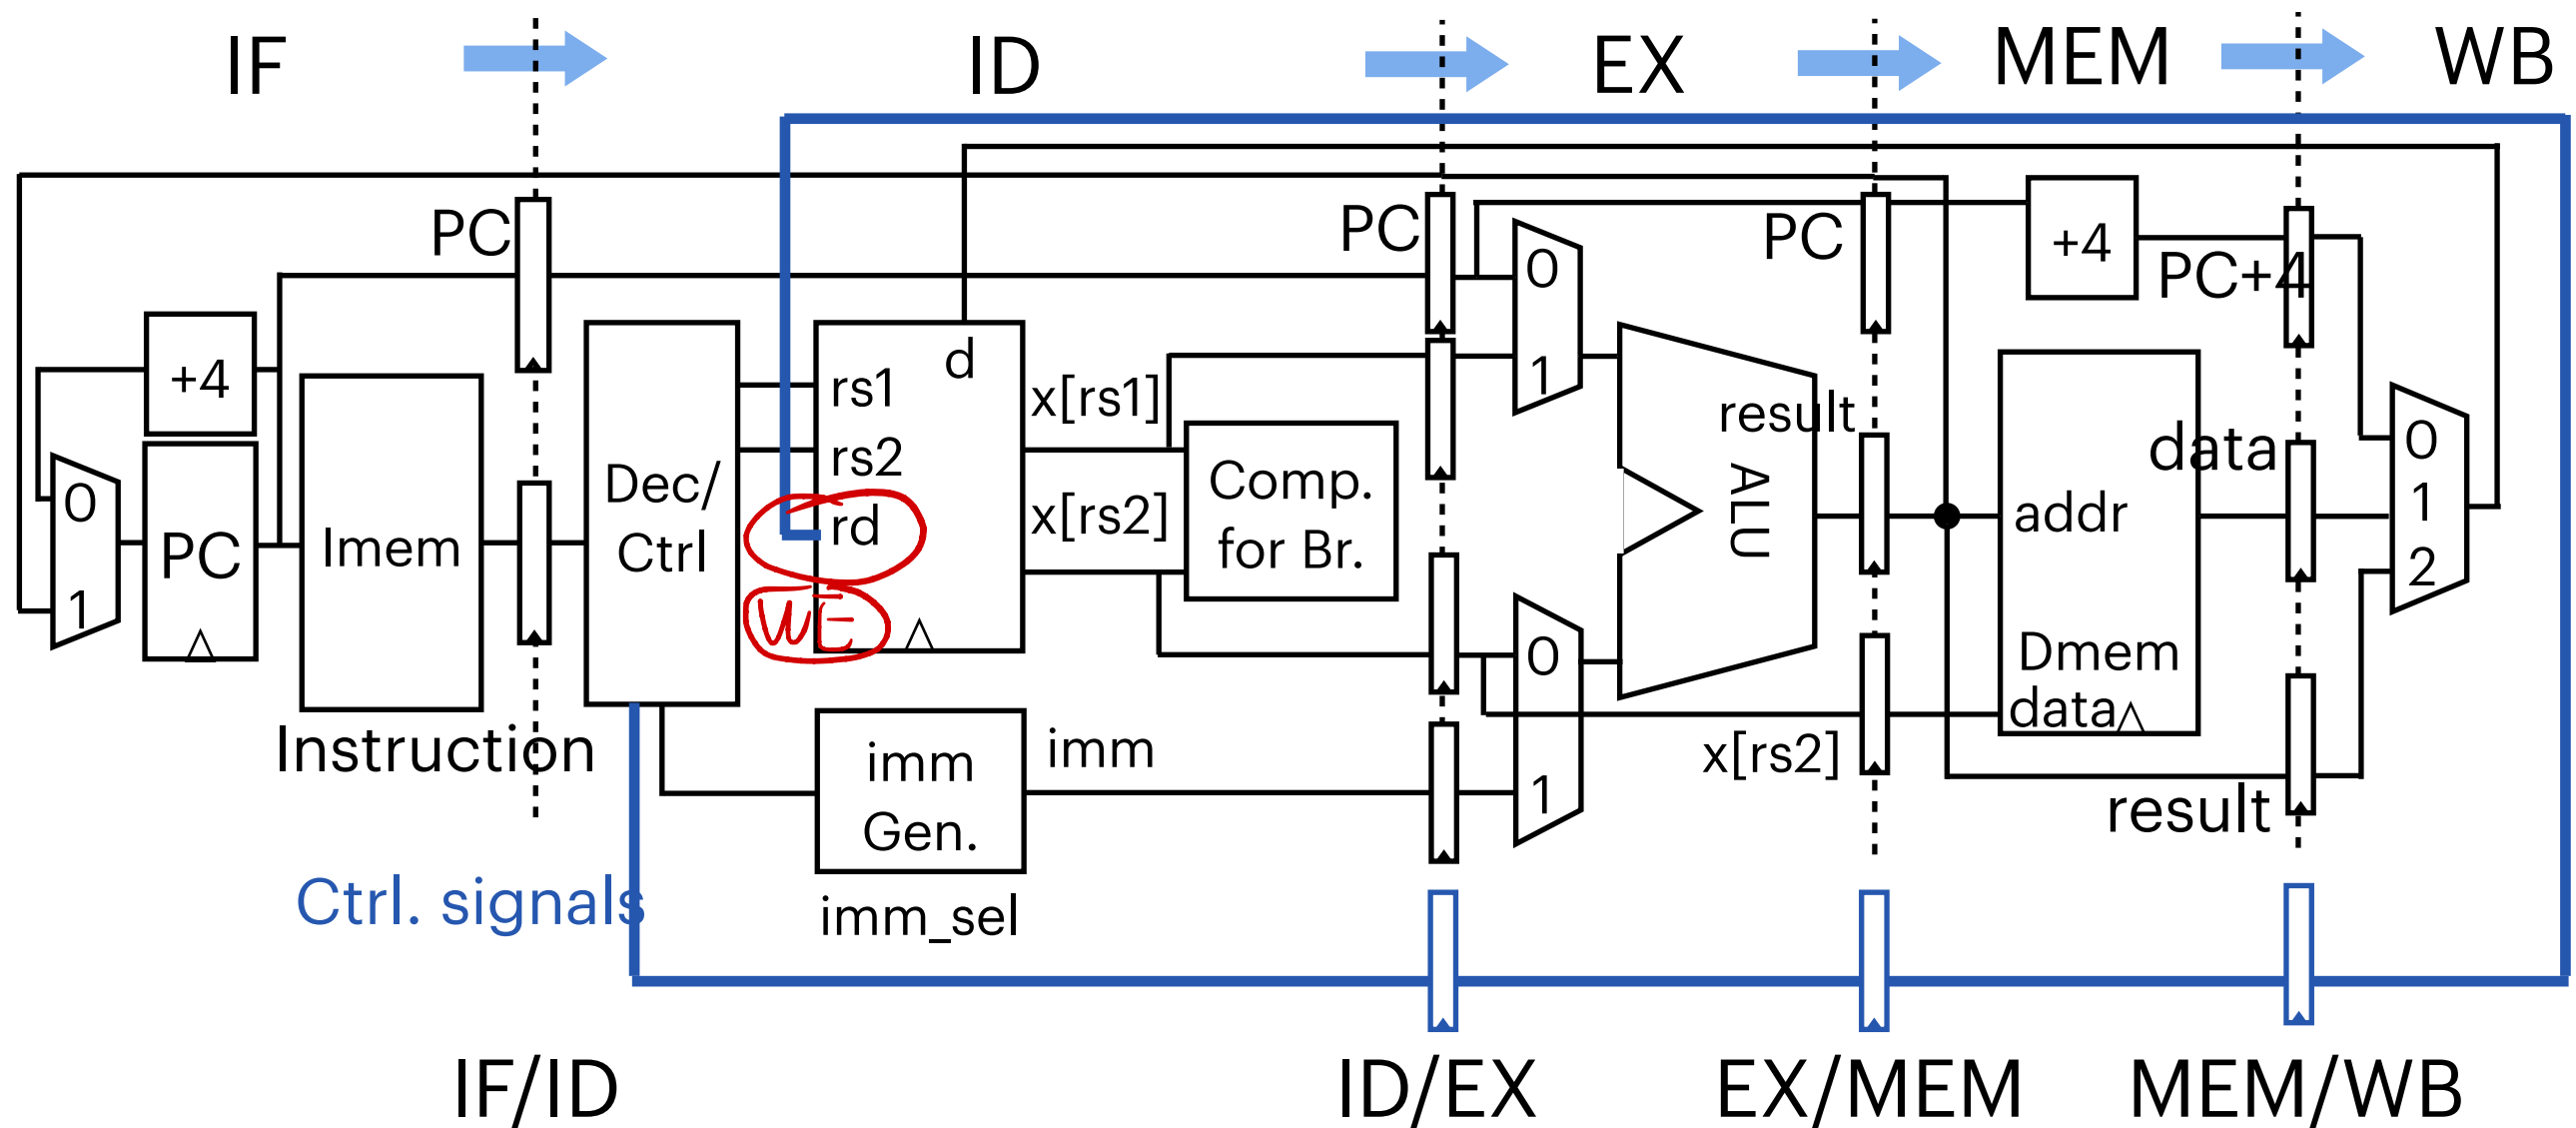 IF ID EX MEM WB
PC PC PC +4
PC+4
+4
0
1
0
1
PC
Imem
Instruction
Dec/
Ctrl
d
rs1
rs2
rd
WE
x[rs1]
x[rs2]
Comp.
for Br.
imm
Gen.
imm
imm_sel
0
1
0
1
ALU
result
x[rs2]
addr
Dmem
data
data
result
0
1
2
Ctrl. signals
IF/ID ID/EX EX/MEM MEM/WB